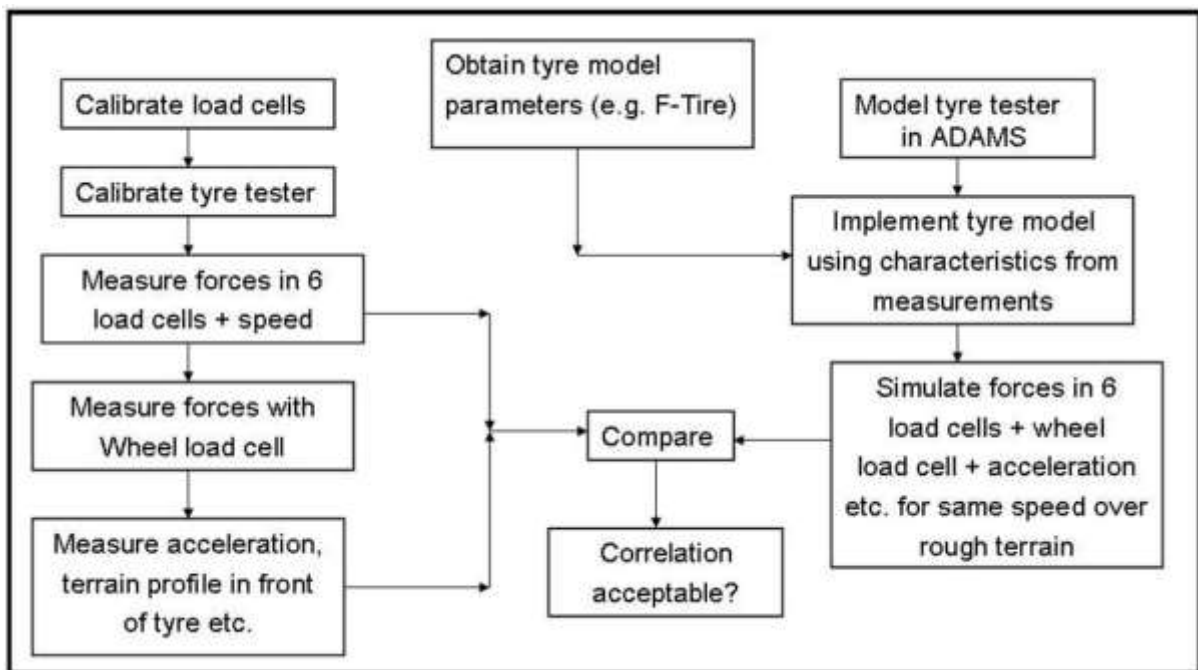 Calibrate load cells
Calibrate tyre tester
Measure forces in 6
load cells + speed
Measure forces with
Wheel load cell
Measure acceleration,
terrain profile in front
of tyre etc.
Obtain tyre model
parameters (e.g. F-Tire)
Model tyre tester
in ADAMS
Implement tyre model
using characteristics from
measurements
Simulate forces in 6
load cells + wheel
load cell + acceleration
etc. for same speed over
rough terrain
Compare
Correlation
acceptable?